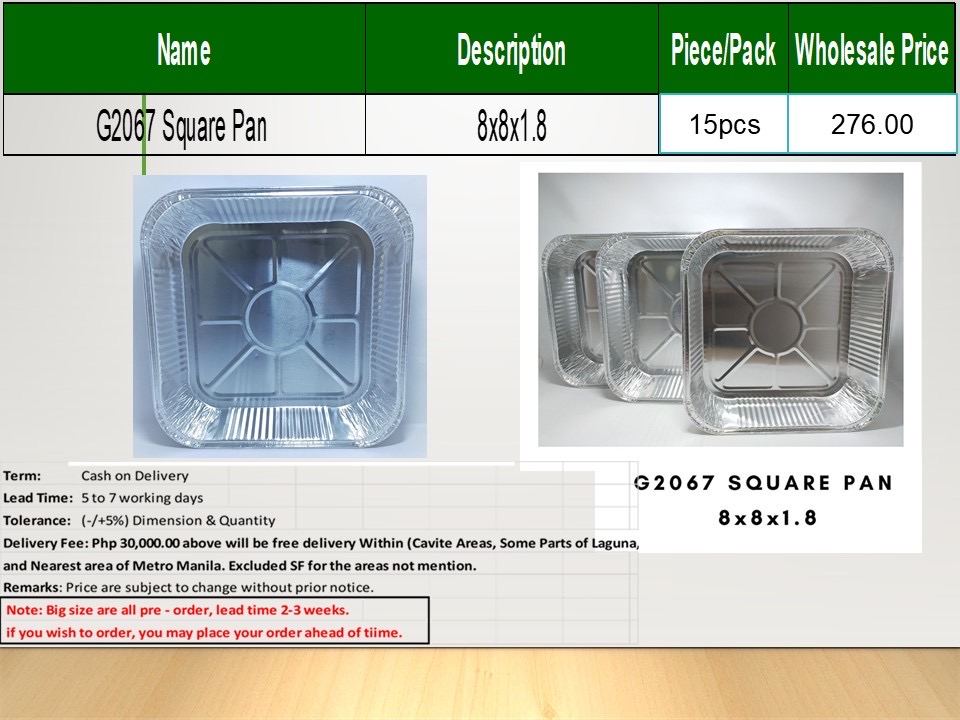 Name Description Piece/Pack Wholesale Price
G2067 Square Pan 8x8x1.8 15pcs 276.00
G2067 SQUARE PAN
8x8x1.8
Term: Cash on Delivery
Lead Time: 5 to 7 working days
Tolerance: (-/+5%) Dimension & Quantity
Delivery Fee: Php 30,000.00 above will be free delivery Within (Cavite Areas, Some Parts of Laguna,
and Nearest area of Metro Manila. Excluded SF for the areas not mention.
Remarks: Price are subject to change without prior notice.
Note: Big size are all pre - order, lead time 2-3 weeks.
if you wish to order, you may place your order ahead of tiime.